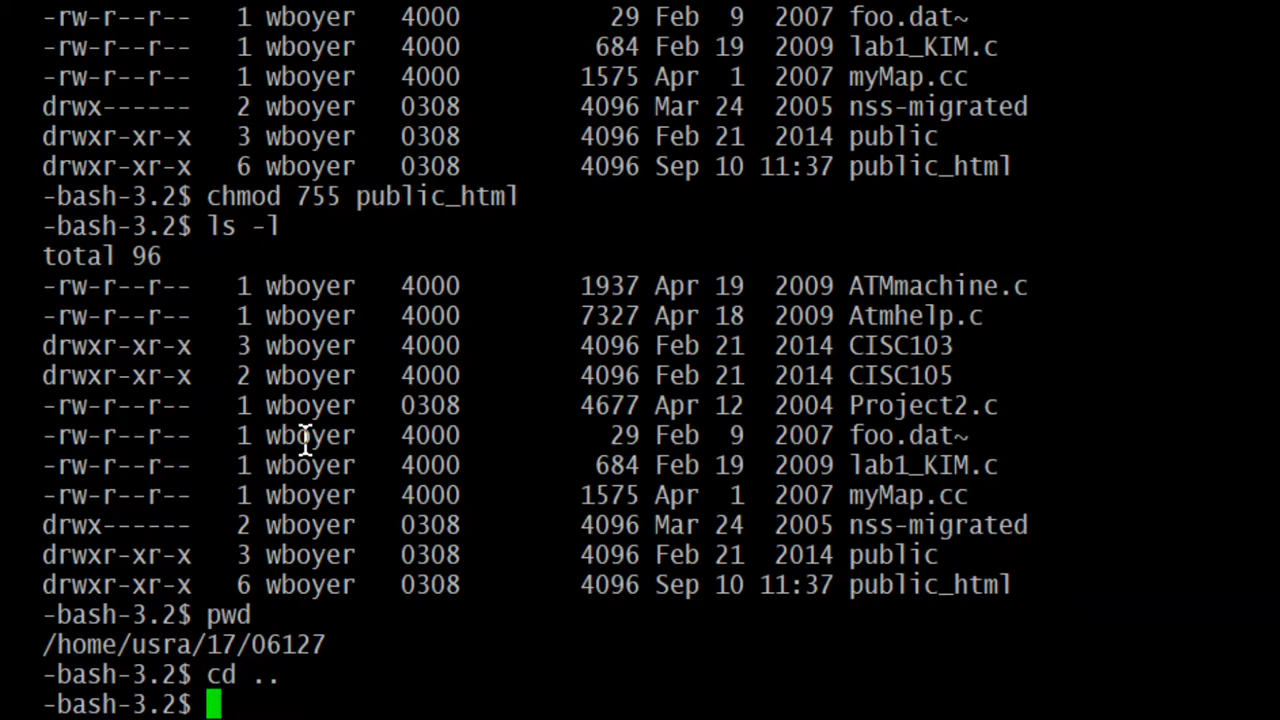 -rw-r--r-- 1 wboyer 4000 29 Feb 9 2007 foo.dat~
-rw-r--r-- 1 wboyer 4000 684 Feb 19 2009 lab1_KIM.c
-rw-r--r-- 1 wboyer 4000 1575 Apr 1 2007 myMap.cc
drwx------ 2 wboyer 0308 4096 Mar 24 2005 nss-migrated
drwxr-xr-x 3 wboyer 0308 4096 Feb 21 2014 public
drwxr-xr-x 6 wboyer 0308 4096 Sep 10 11:37 public_html
-bash-3.2$ chmod 755 public_html
-bash-3.2$ ls -l
total 96
-rw-r--r-- 1 wboyer 4000 1937 Apr 19 2009 ATMmachine.c
-rw-r--r-- 1 wboyer 4000 7327 Apr 18 2009 Atmhelp.c
drwxr-xr-x 3 wboyer 4000 4096 Feb 21 2014 CISC103
drwxr-xr-x 2 wboyer 4000 4096 Feb 21 2014 CISC105
-rw-r--r-- 1 wboyer 0308 4677 Apr 12 2004 Project2.c
-rw-r--r-- 1 wboyer 4000 29 Feb 9 2007 foo.dat~
-rw-r--r-- 1 wboyer 4000 684 Feb 19 2009 lab1_KIM.c
-rw-r--r-- 1 wboyer 4000 1575 Apr 1 2007 myMap.cc
drwx------ 2 wboyer 0308 4096 Mar 24 2005 nss-migrated
drwxr-xr-x 3 wboyer 0308 4096 Feb 21 2014 public
drwxr-xr-x 6 wboyer 0308 4096 Sep 10 11:37 public_html
-bash-3.2$ pwd
/home/usra/17/06127
-bash-3.2$ cd ..
-bash-3.2$